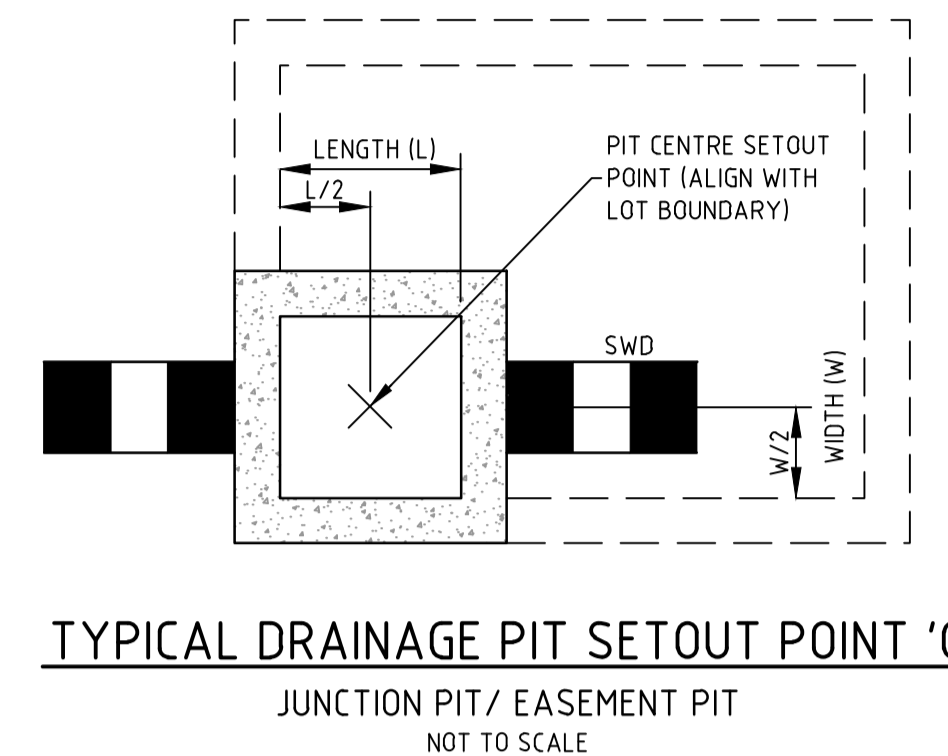 LENGTH (L)
L/2
PIT CENTRE SETOUT
POINT (ALIGN WITH
LOT BOUNDARY)
SWD
WIDTH (W)
W/2
TYPICAL DRAINAGE PIT SETOUT POINT
JUNCTION PIT/ EASEMENT PIT
NOT TO SCALE